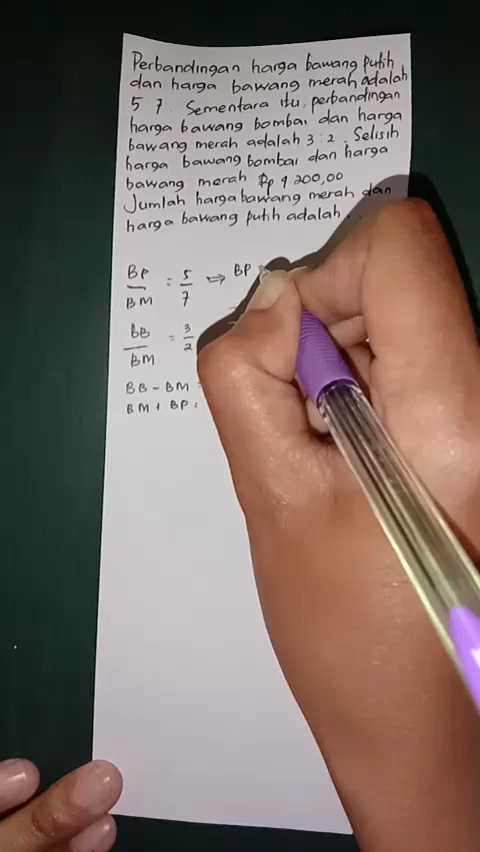 Perbandingan harga bawang putih
dan harga bawang merah adalah
5 7. Sementara itu, perbandingan
harga bawang bombai dan harga
bawang merah adalah 3:2. Selisih
harga bawang bombai dan harga
bawang merah Rp 4.200,00
Jumlah harga bawang merah dan
harga bawang putih adalah...
BP/BM = 5/7 ⇔ BP
BB/BM = 3/2
BB - BM =
BM + BP =